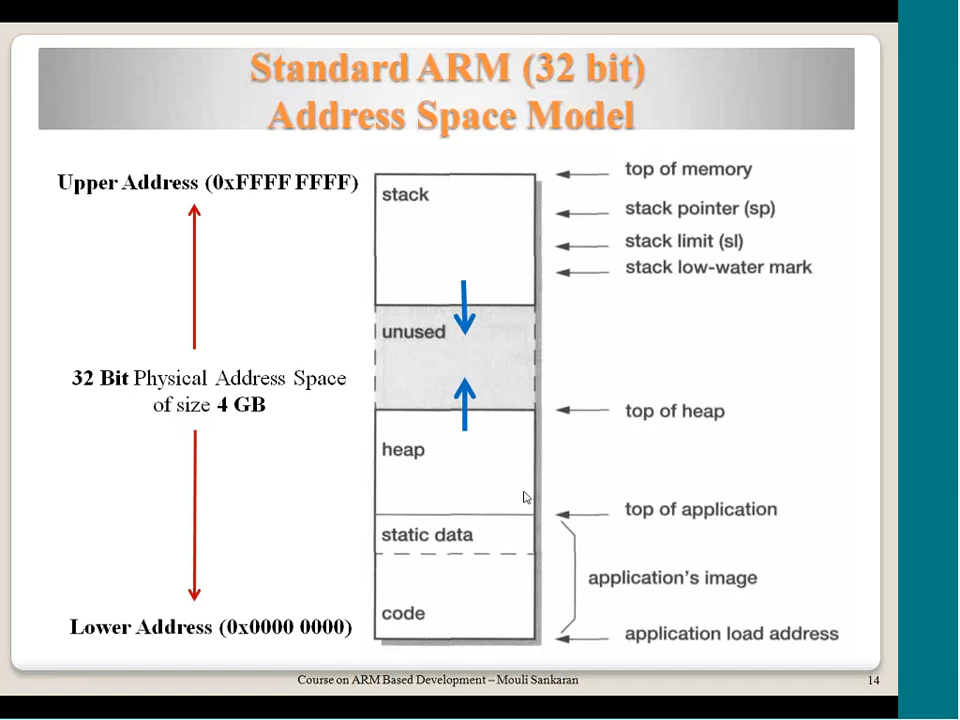 Standard ARM (32 bit)
Address Space Model
Upper Address (0xFFFF FFFF)
32 Bit Physical Address Space
of size 4 GB
Lower Address (0x0000 0000)
stack
unused
heap
static data
code
top of memory
stack pointer (sp)
stack limit (sl)
stack low-water mark
top of heap
top of application
application's image
application load address
Course on ARM Based Development – Mouli Sankaran
14